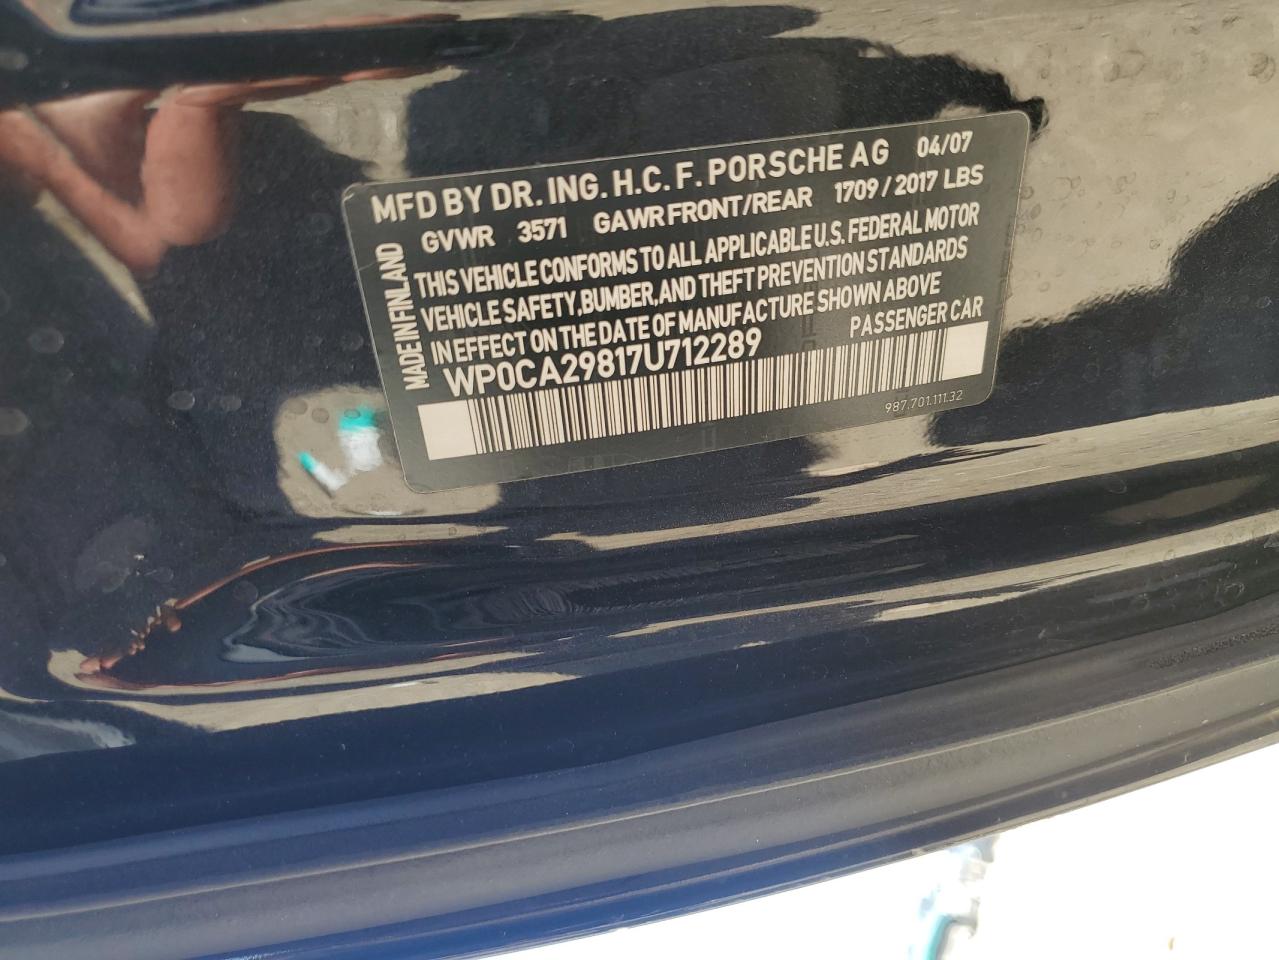 MFD BY DR. ING. H.C. F. PORSCHE AG 04/07
GVWR 3571 GAWR FRONT/REAR 1709 / 2017 LBS
THIS VEHICLE CONFORMS TO ALL APPLICABLE U.S. FEDERAL MOTOR
VEHICLE SAFETY, BUMBER, AND THEFT PREVENTION STANDARDS
IN EFFECT ON THE DATE OF MANUFACTURE SHOWN ABOVE
WP0CA29817U712289 PASSENGER CAR
987.701.111.32
MADE IN FINLAND